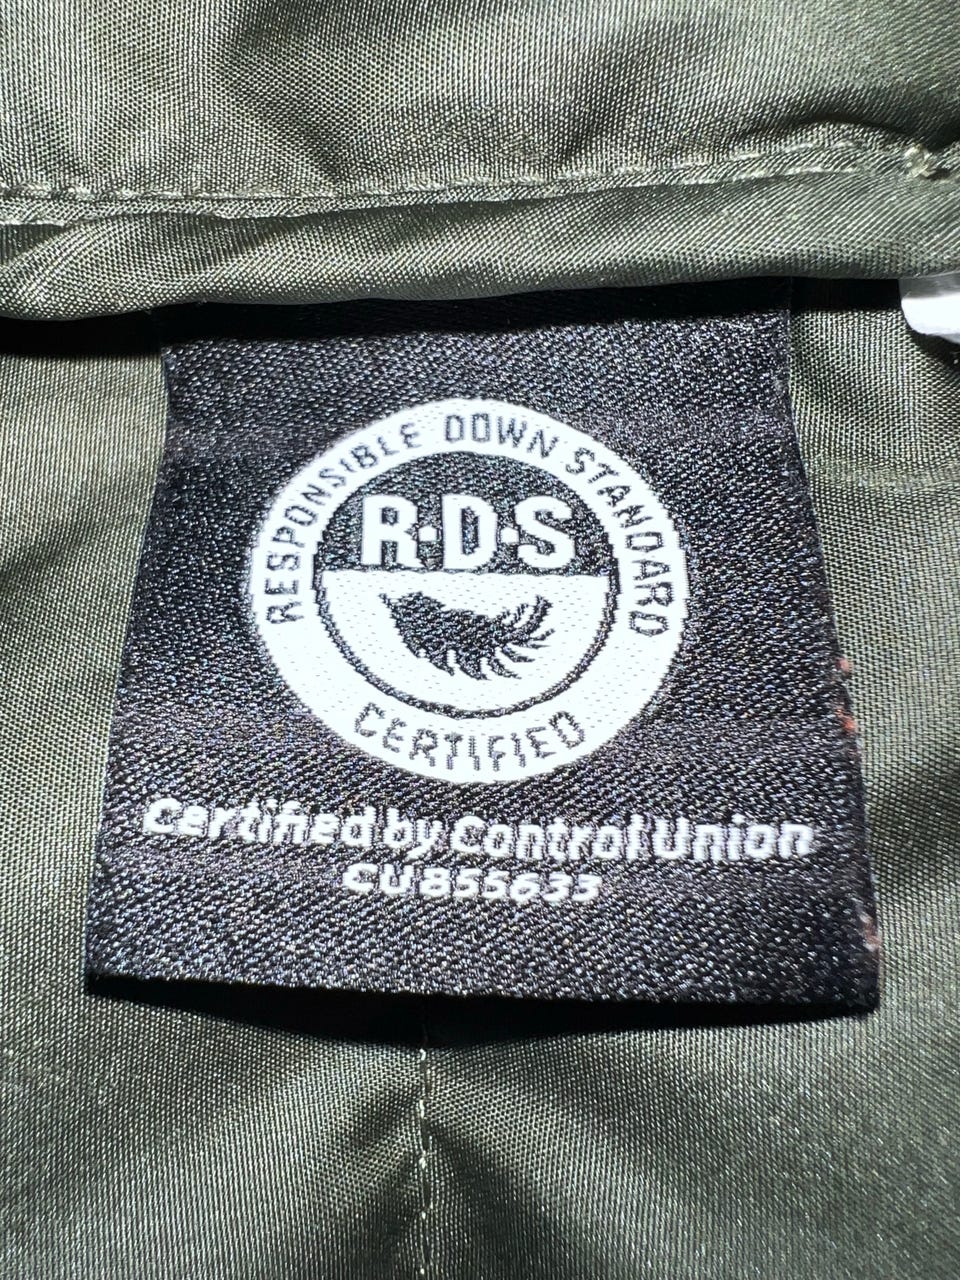 RESPONSIBLE DOWN STANDARD
R·D·S
CERTIFIED
Certified by Control Union
CU 855633